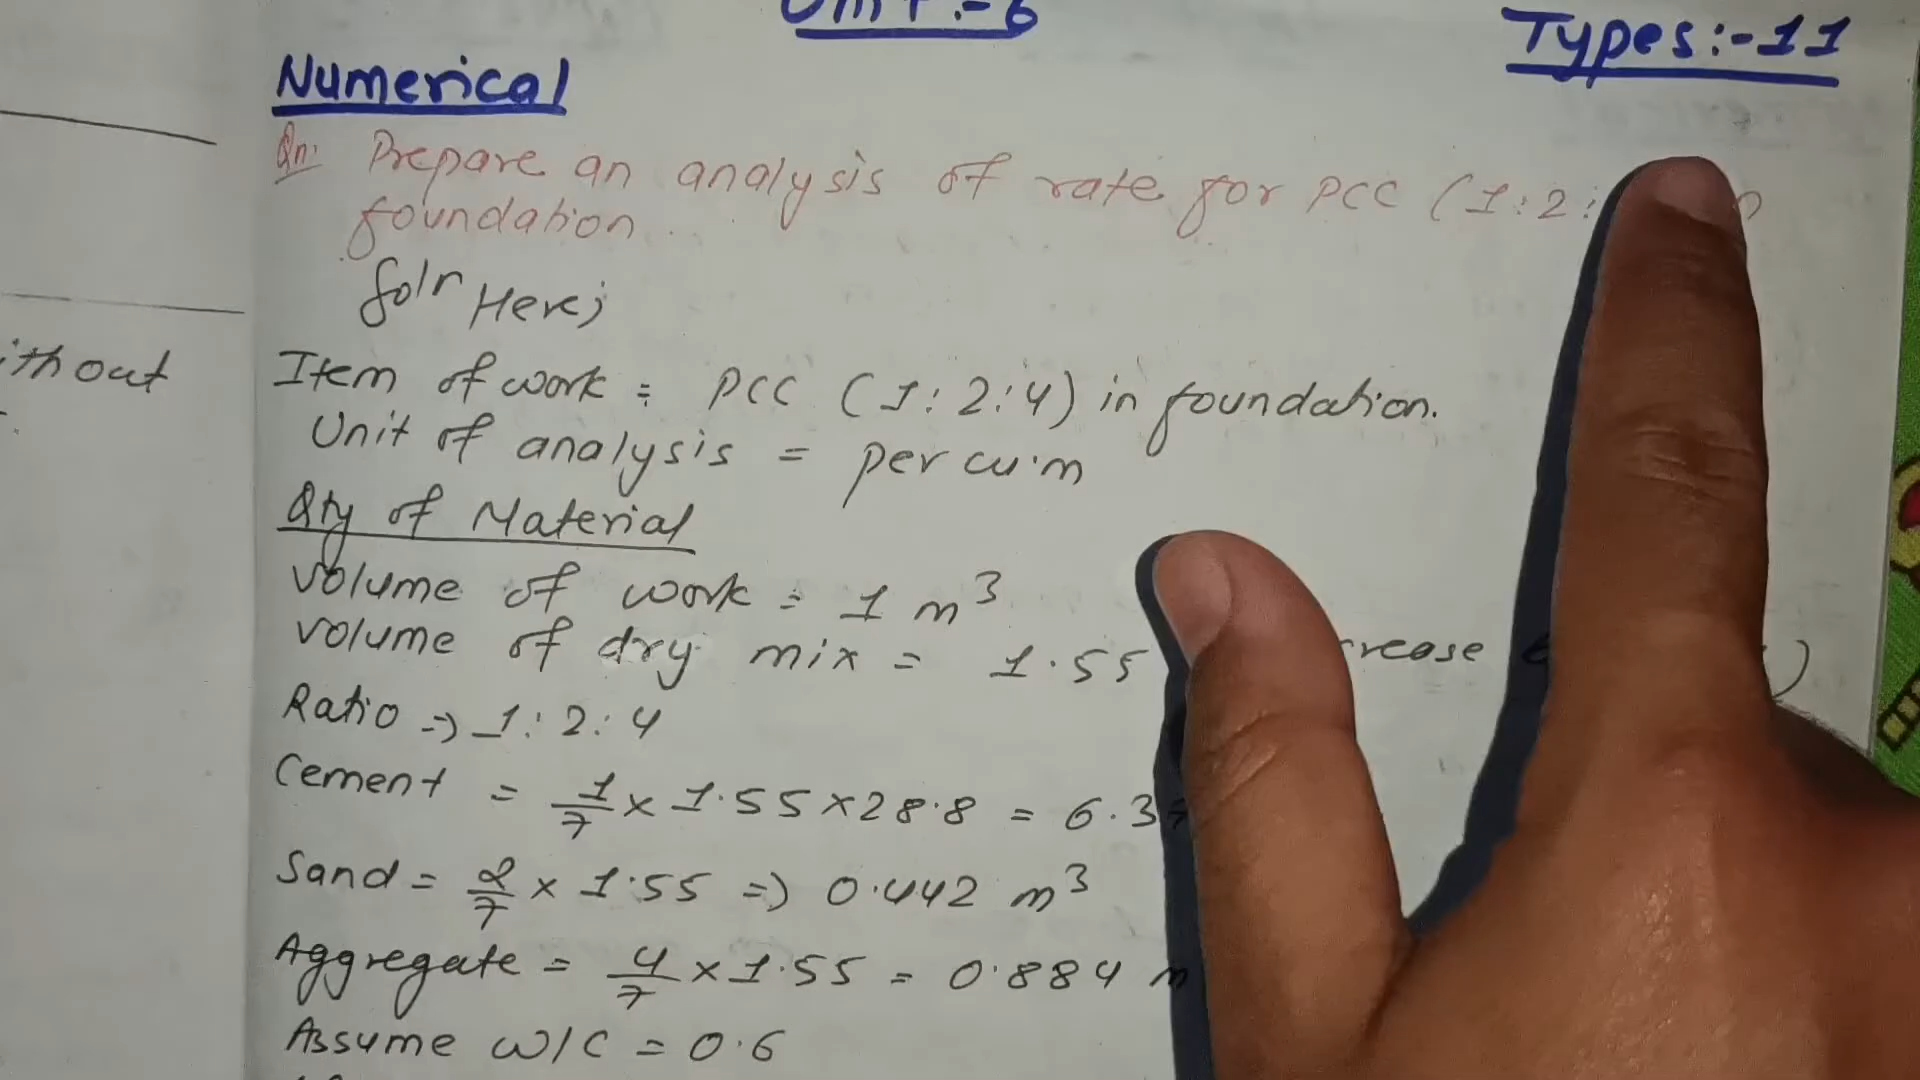 Unit :- 6
Types:-11
Numerical
Qn: Prepare an analysis of rate for PCC (1:2:
foundation
ithout
Soln Here;
Item of work = PCC (1:2:4) in foundation.
Unit of analysis = per cu.m
Qty of Material
Volume of work = 1 m³
Volume of dry mix = 1.55 )
Ratio => 1:2:4
Cement = 1/7 x 1.55 x 28.8 = 6.37
Sand = 2/7 x 1.55 => 0.442 m³
Aggregate = 4/7 x 1.55 = 0.884 m
Assume w/c = 0.6